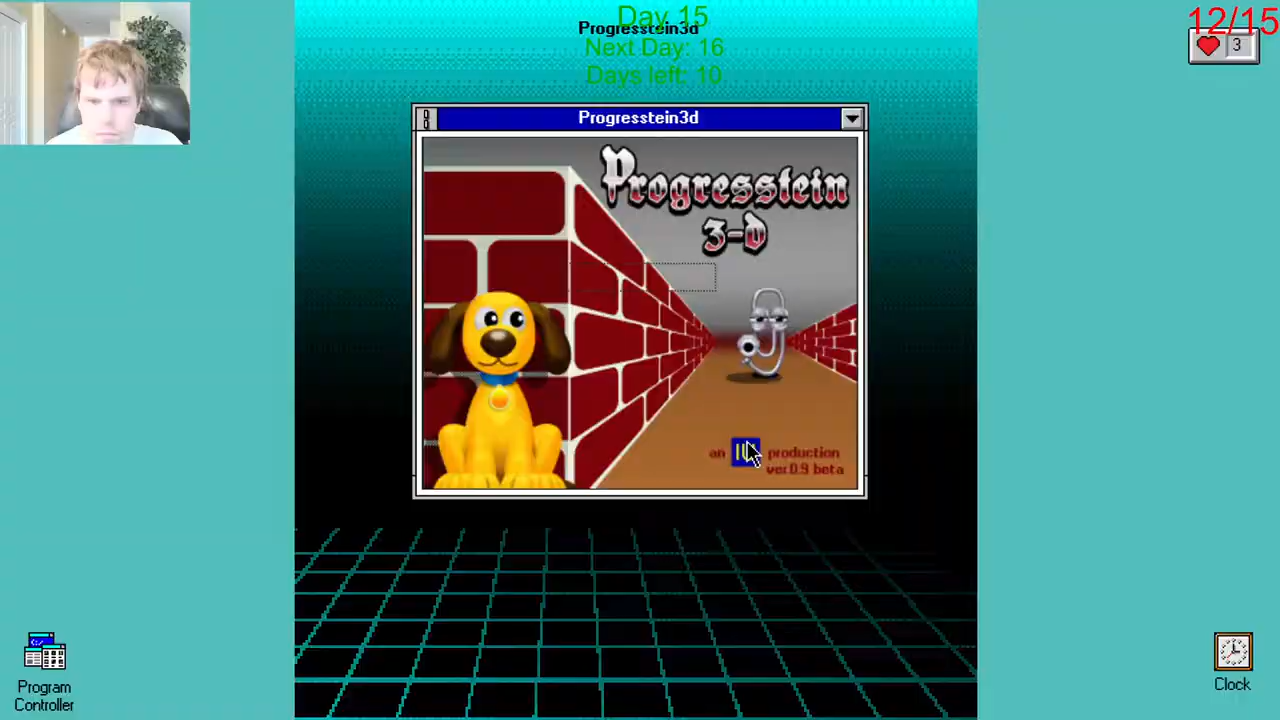 Day 15
Progresstein3d
Next Day: 16
Days left: 10
12/15
3
Progresstein3d
Progresstein
3-D
an production
ver0.9 beta
Program
Controller
Clock